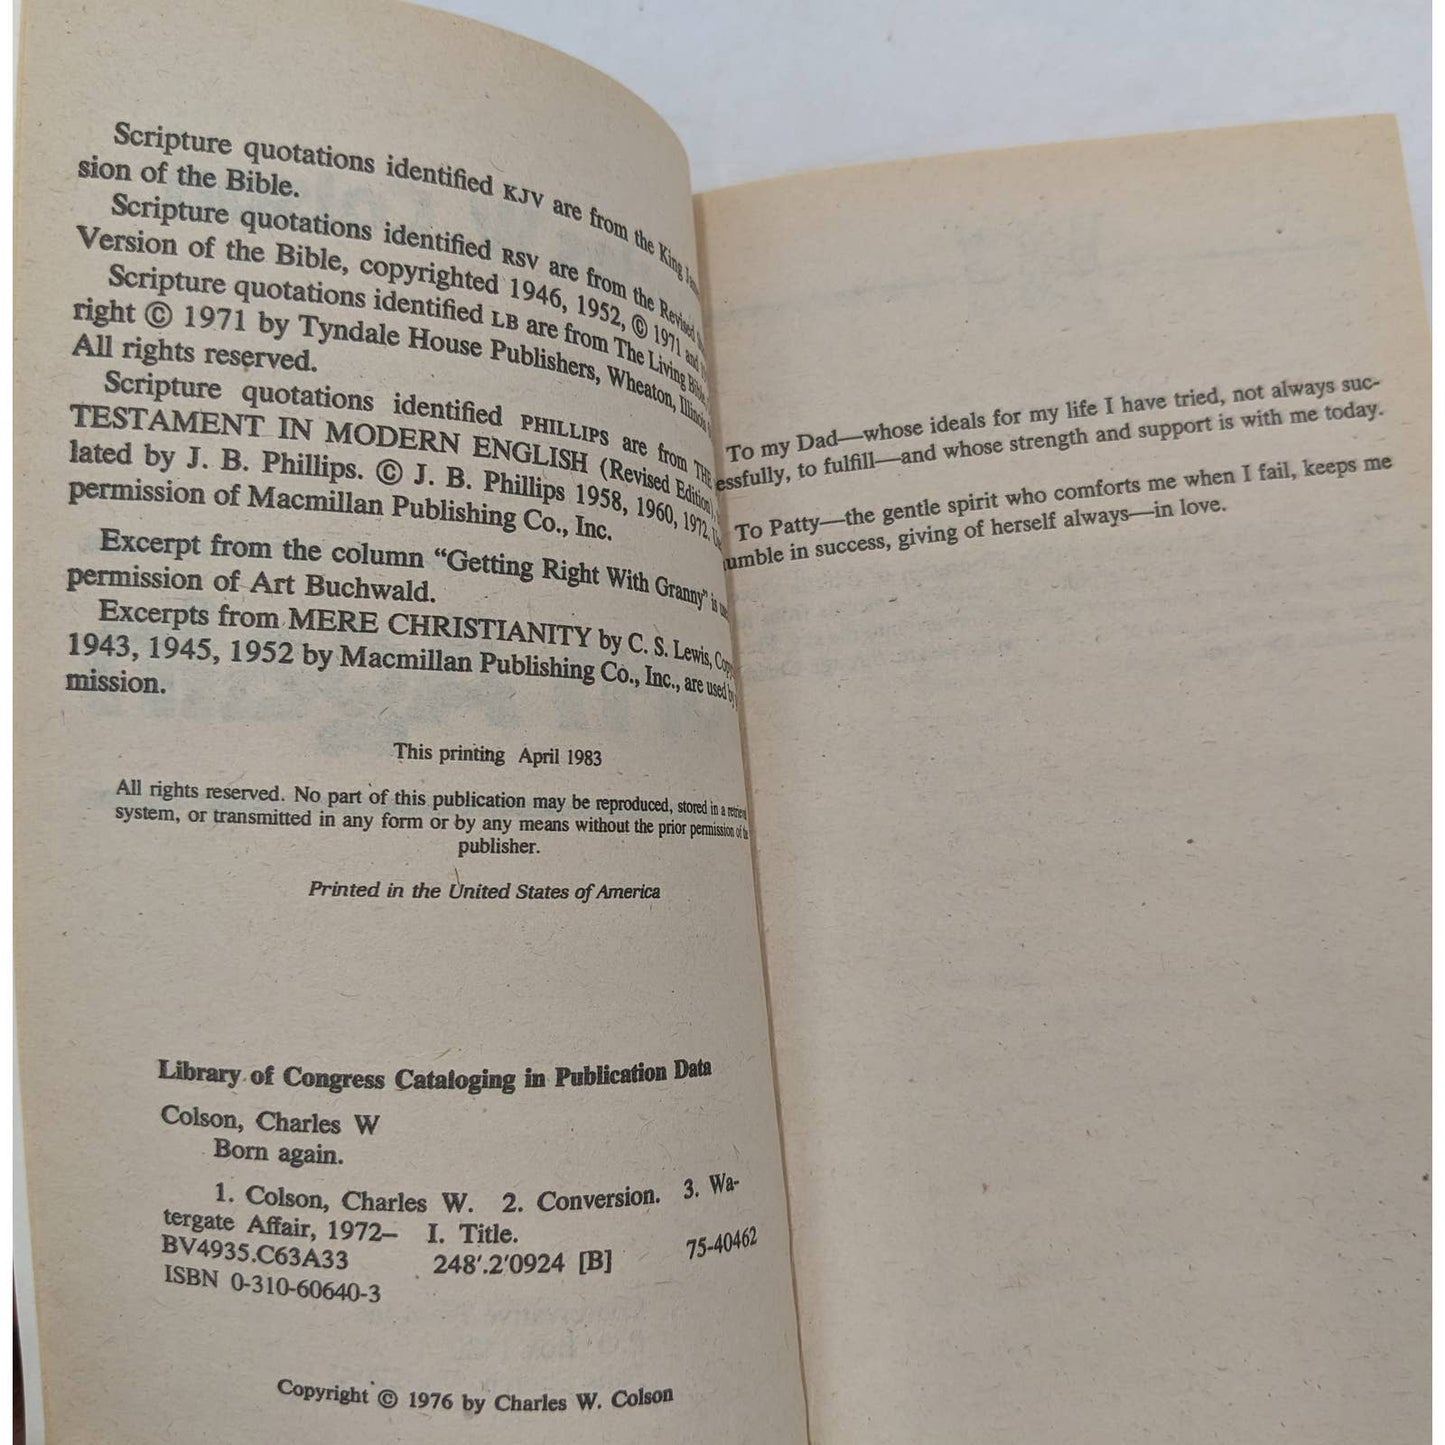 Scripture quotations identified KJV are from the King
sion of the Bible.
Scripture quotations identified RSV are from the Revised
Version of the Bible, copyrighted 1946, 1952, © 1971 and
Scripture quotations identified LB are from The Living Bible,
right © 1971 by Tyndale House Publishers, Wheaton, Illinois
All rights reserved.
Scripture quotations identified PHILLIPS are from THE
TESTAMENT IN MODERN ENGLISH (Revised Edition),
lated by J. B. Phillips. © J. B. Phillips 1958, 1960, 1972.
permission of Macmillan Publishing Co., Inc.
Excerpt from the column "Getting Right With Granny" is
permission of Art Buchwald.
Excerpts from MERE CHRISTIANITY by C. S. Lewis,
1943, 1945, 1952 by Macmillan Publishing Co., Inc., are used by
mission.
This printing April 1983
All rights reserved. No part of this publication may be reproduced, stored in a
system, or transmitted in any form or by any means without the prior permission of the
publisher.
Printed in the United States of America
Library of Congress Cataloging in Publication Data
Colson, Charles W
Born again.
1. Colson, Charles W. 2. Conversion. 3. Wa-
tergate Affair, 1972– I. Title.
BV4935.C63A33 248'.2'0924 [B] 75-40462
ISBN 0-310-60640-3
Copyright © 1976 by Charles W. Colson
To my Dad—whose ideals for my life I have tried, not always suc-
essfully, to fulfill—and whose strength and support is with me today.
To Patty—the gentle spirit who comforts me when I fail, keeps me
umble in success, giving of herself always—in love.